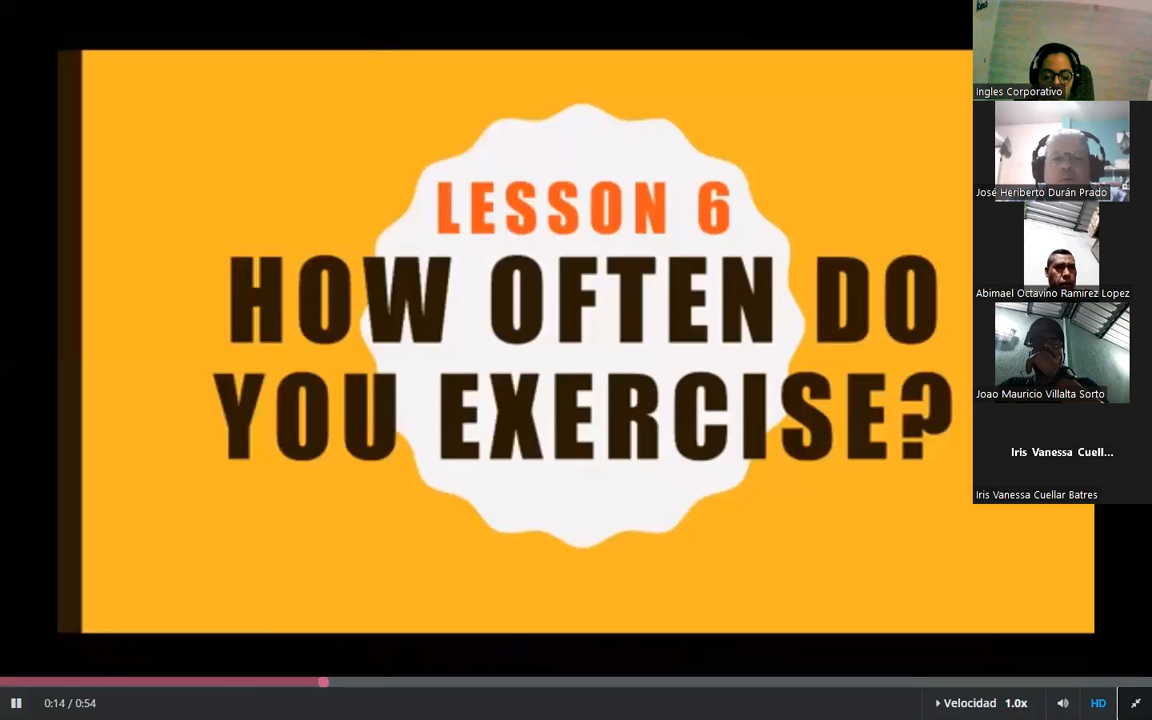 LESSON 6
HOW OFTEN DO
YOU EXERCISE?
Ingles Corporativo
José Heriberto Durán Prado
Abimael Octavino Ramirez Lopez
Joao Mauricio Villalta Sorto
Iris Vanessa Cuell...
Iris Vanessa Cuellar Batres
0:14 / 0:54
Velocidad 1.0x
HD